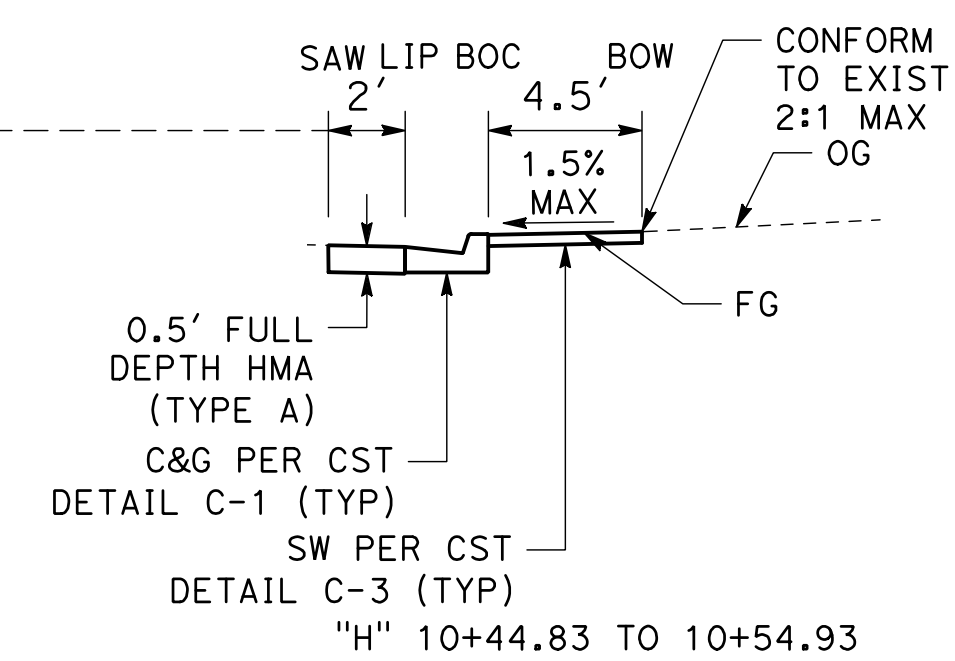 SAW LIP BOC BOW
2' 4.5'
1.5%
MAX
CONFORM
TO EXIST
2:1 MAX
OG
FG
0.5' FULL
DEPTH HMA
(TYPE A)
C&G PER CST
DETAIL C-1 (TYP)
SW PER CST
DETAIL C-3 (TYP)
"H" 10+44.83 TO 10+54.93